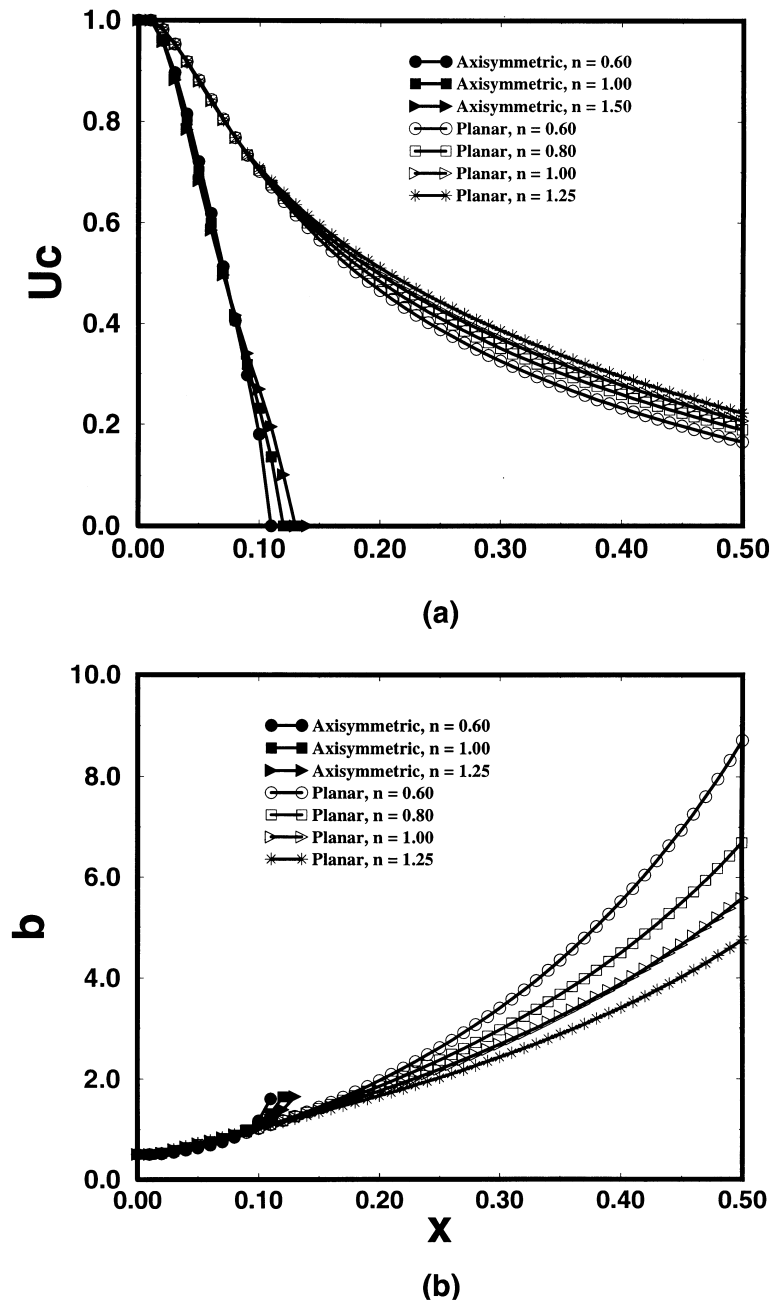 1.0
0.8
0.6
0.4
0.2
0.0
Uc
Axisymmetric, n = 0.60
Axisymmetric, n = 1.00
Axisymmetric, n = 1.50
Planar, n = 0.60
Planar, n = 0.80
Planar, n = 1.00
Planar, n = 1.25
0.00 0.10 0.20 0.30 0.40 0.50
(a)
10.0
8.0
6.0
4.0
2.0
0.0
b
Axisymmetric, n = 0.60
Axisymmetric, n = 1.00
Axisymmetric, n = 1.25
Planar, n = 0.60
Planar, n = 0.80
Planar, n = 1.00
Planar, n = 1.25
0.00 0.10 0.20 0.30 0.40 0.50
X
(b)